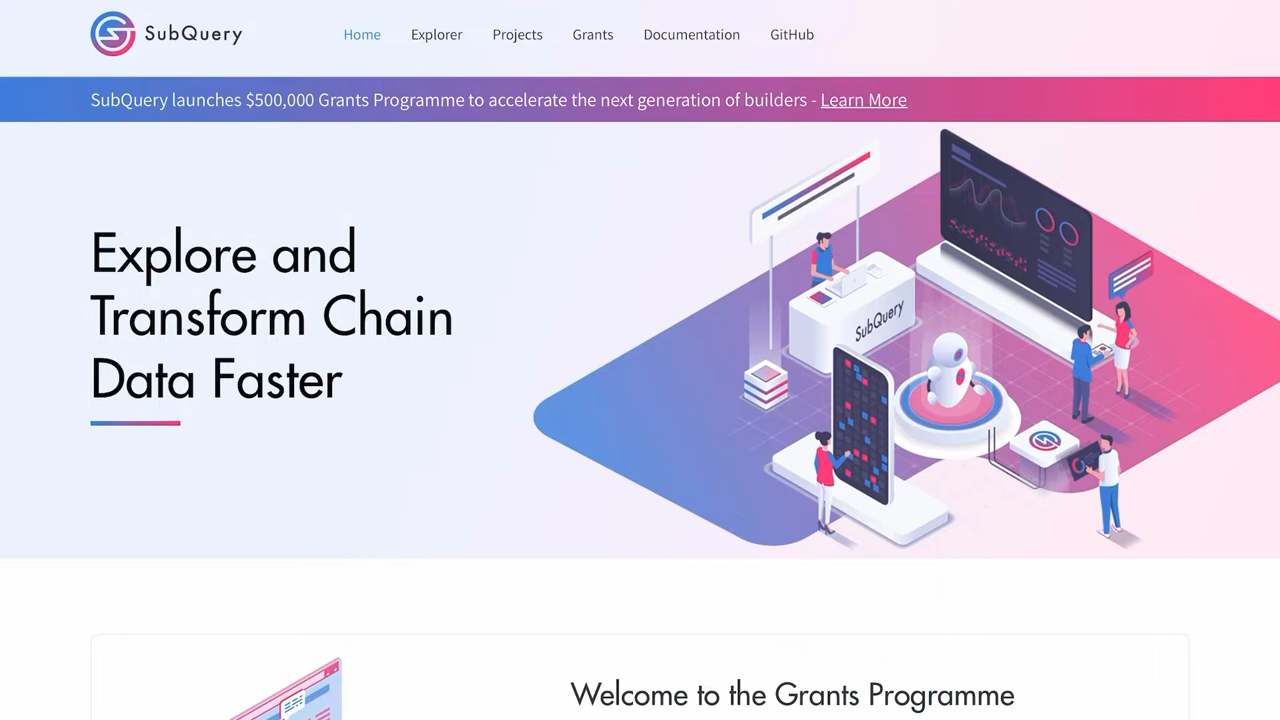 SubQuery
Home Explorer Projects Grants Documentation GitHub
SubQuery launches $500,000 Grants Programme to accelerate the next generation of builders - Learn More
Explore and
Transform Chain
Data Faster
SubQuery
Welcome to the Grants Programme